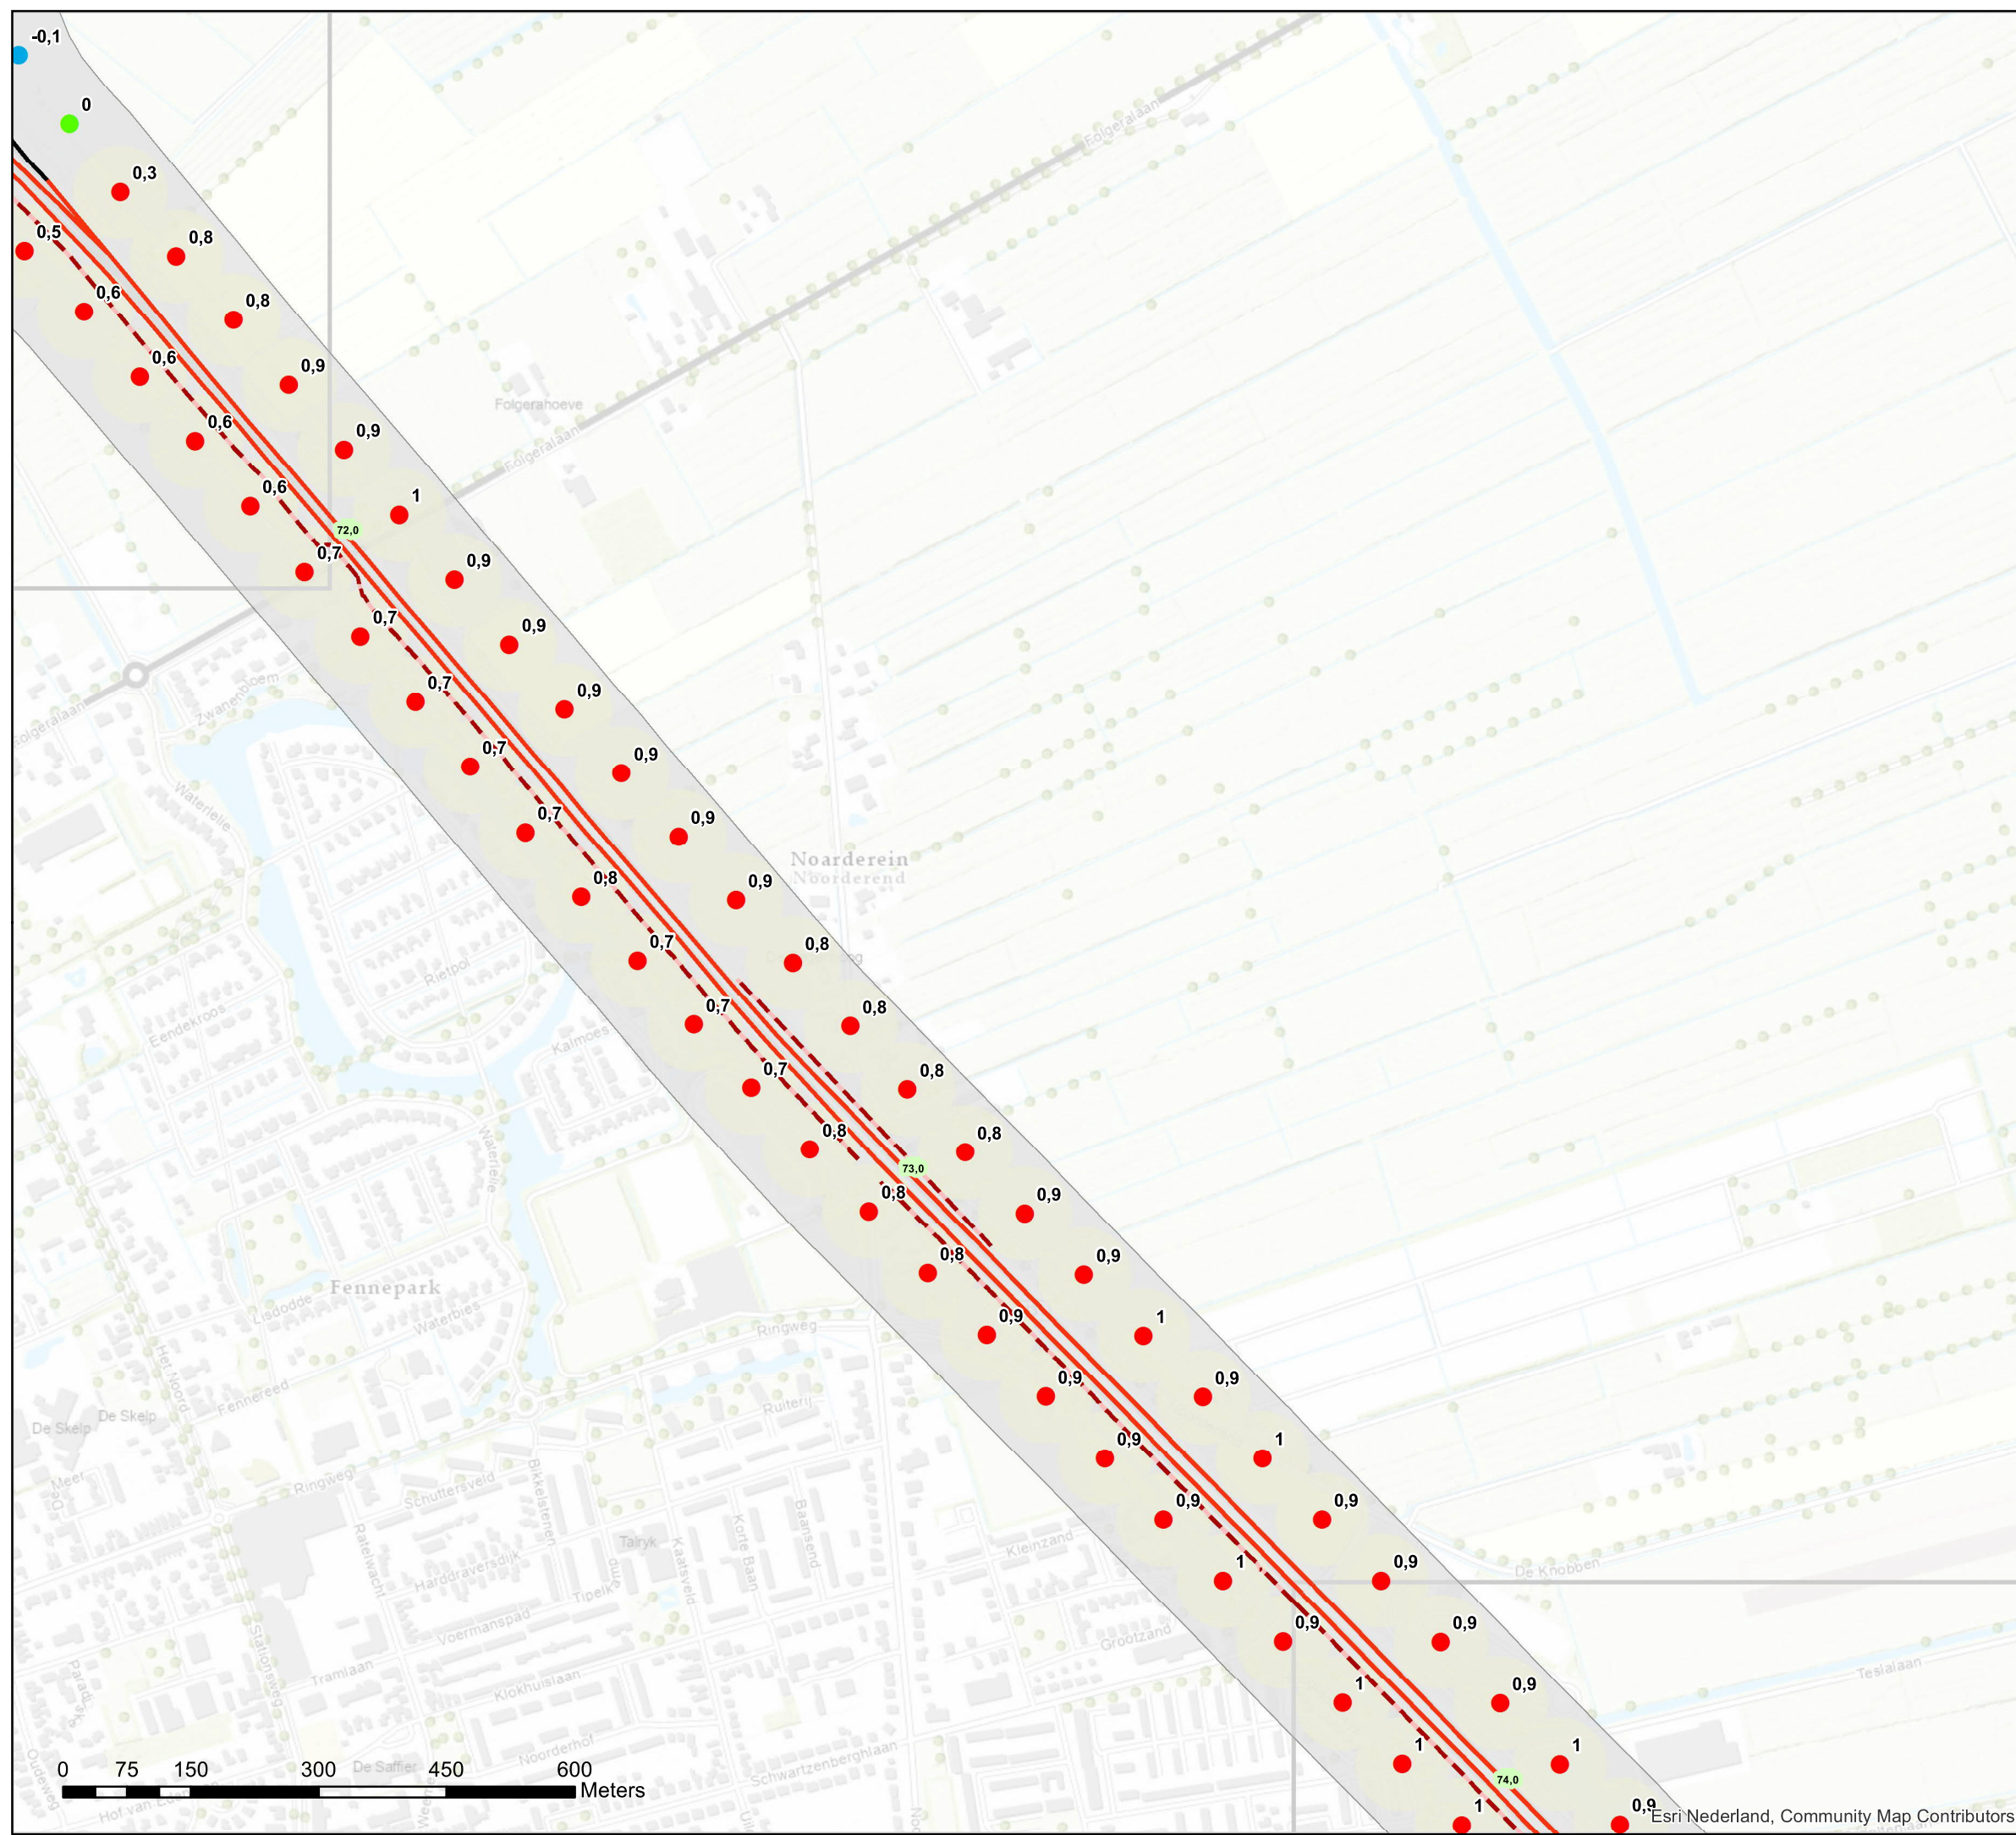 -0,1
0
0,3
0,5
0,8
0,6
0,8
0,6
0,9
0,6
0,9
0,6
1
72,0
0,7
0,9
0,7
0,9
0,7
0,9
0,7
0,9
0,7
0,9
0,8
0,9
0,7
0,8
0,7
0,8
0,7
0,8
0,8
0,8
73,0
0,8
0,9
0,8
0,9
0,9
1
0,9
0,9
0,9
1
0,9
0,9
1
0,9
0,9
0,9
1
0,9
1
1
74,0
1
0,9
Folgeralaan
Folgerahoeve
Folgeralaan
Folgeralaan
Zwanenbloem
Waterlelie
Noarderein
Noorderend
Rietpol
Eendekroos
Kalmoes
Waterlelie
Fennepark
Lisdodde
Waterbies
Ringweg
Het Noord
Fennereed
De Skelp
De Skelp
Ruiterij
Ringweg
Schuttersveld
Bikkelstenen
Ratelwacht
Harddraversdijk
Talryk
Kaatsveld
Korte Baan
Baansend
Kleinzand
De Knobben
Tipelk
Voermanspad
Grootzand
Stationsweg
Tramlaan
Klokhuislaan
Teslalaan
Noorderhof
De Saffier
Schwartzenberghlaan
Oudeweg
0 75 150 300 450 600
Meters
Esri Nederland, Community Map Contributors